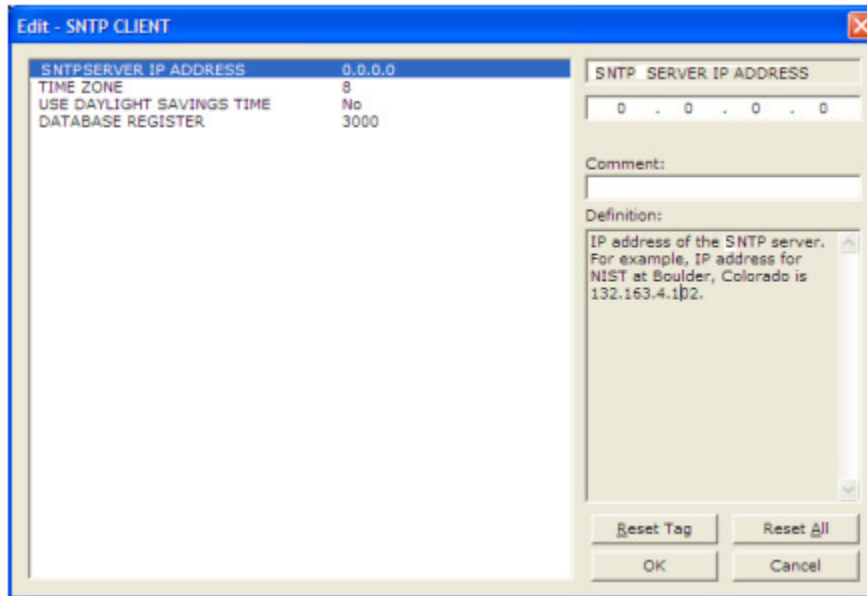 Edit - SNTP CLIENT
SNTPSERVER IP ADDRESS 0.0.0.0
TIME ZONE 8
USE DAYLIGHT SAVINGS TIME No
DATABASE REGISTER 3000
SNTP SERVER IP ADDRESS
0 . 0 . 0 . 0
Comment:
Definition:
IP address of the SNTP server.
For example, IP address for
NIST at Boulder, Colorado is
132.163.4.102.
Reset Tag Reset All
OK Cancel